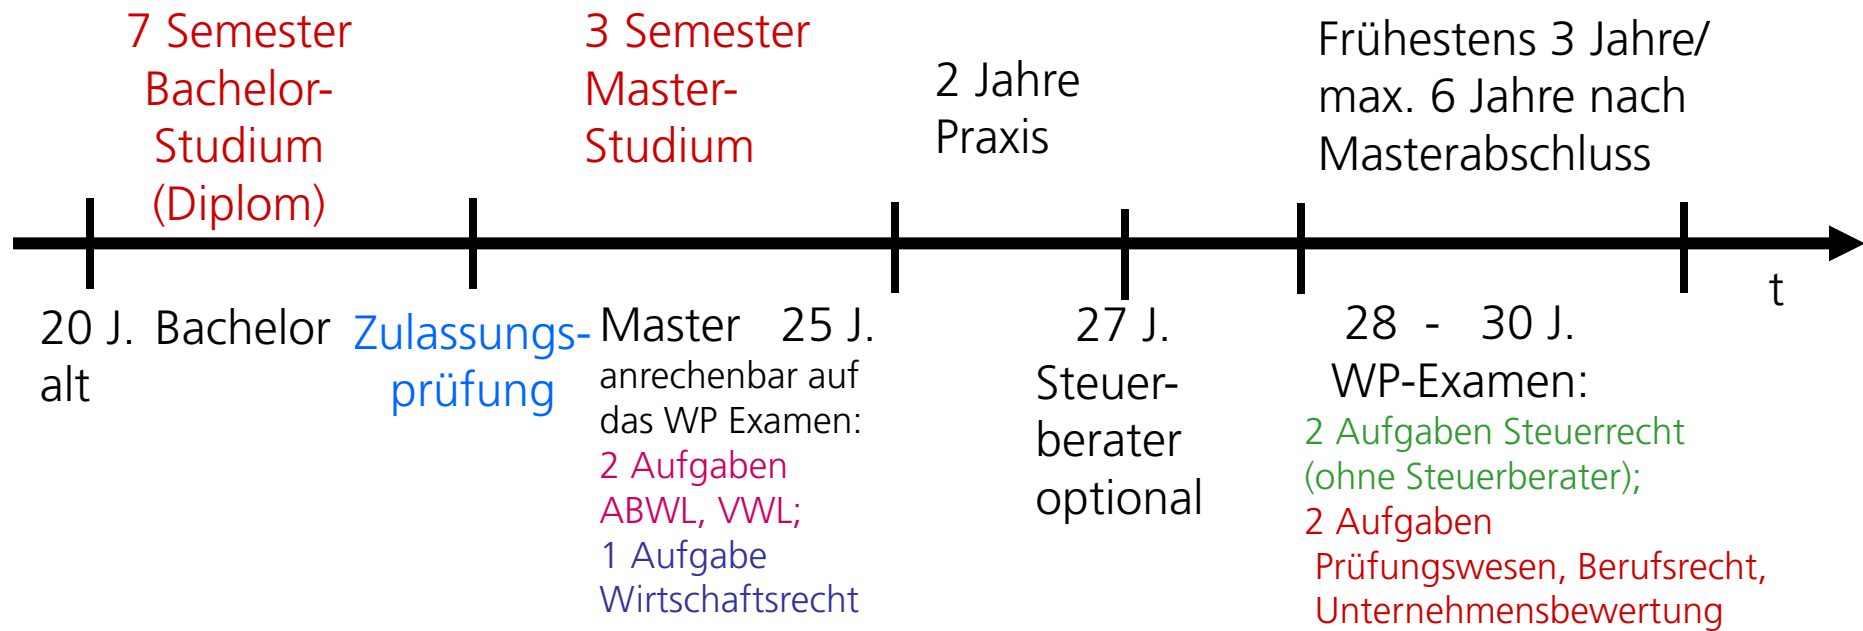 7 Semester
Bachelor-
Studium
(Diplom)
3 Semester
Master-
Studium
2 Jahre
Praxis
Frühestens 3 Jahre/
max. 6 Jahre nach
Masterabschluss
t
20 J.
alt
Bachelor
Zulassungs-
prüfung
Master 25 J.
anrechenbar auf
das WP Examen:
2 Aufgaben
ABWL, VWL;
1 Aufgabe
Wirtschaftsrecht
27 J.
Steuer-
berater
optional
28 - 30 J.
WP-Examen:
2 Aufgaben Steuerrecht
(ohne Steuerberater);
2 Aufgaben
Prüfungswesen, Berufsrecht,
Unternehmensbewertung